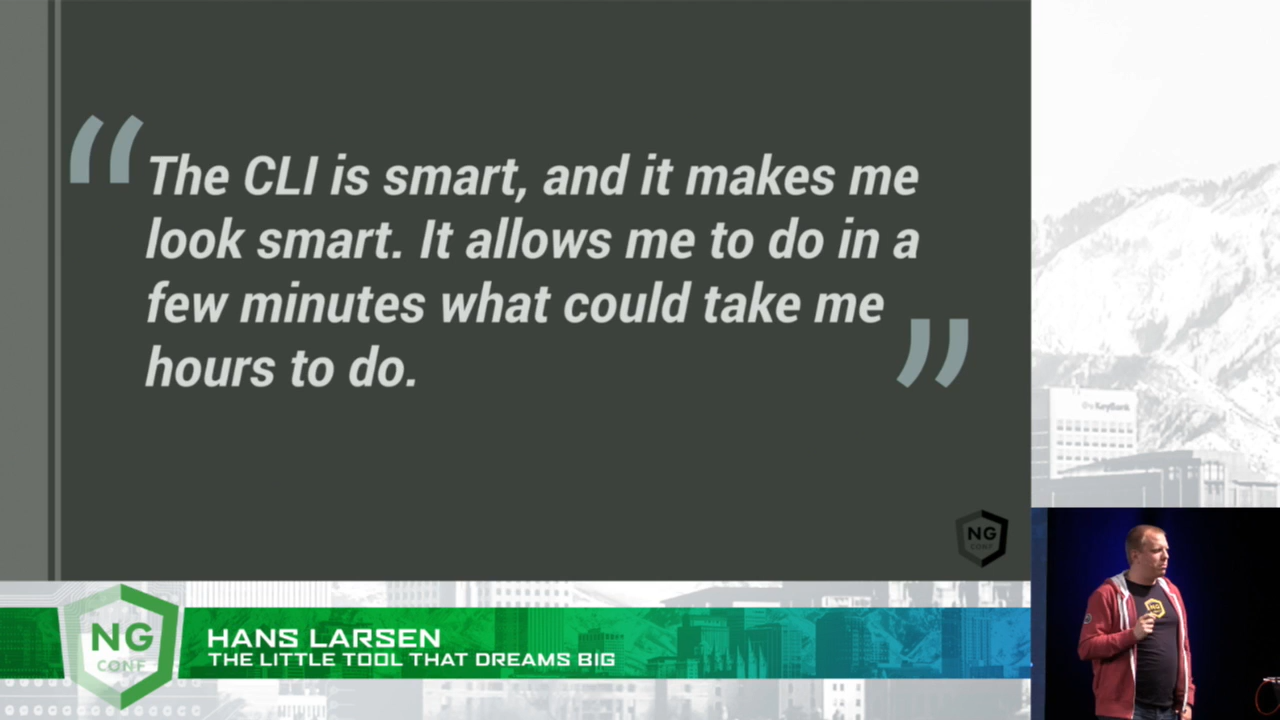 “The CLI is smart, and it makes me
look smart. It allows me to do in a
few minutes what could take me
hours to do.”
NG
CONF
KeyBank
NG
CONF
HANS LARSEN
THE LITTLE TOOL THAT DREAMS BIG